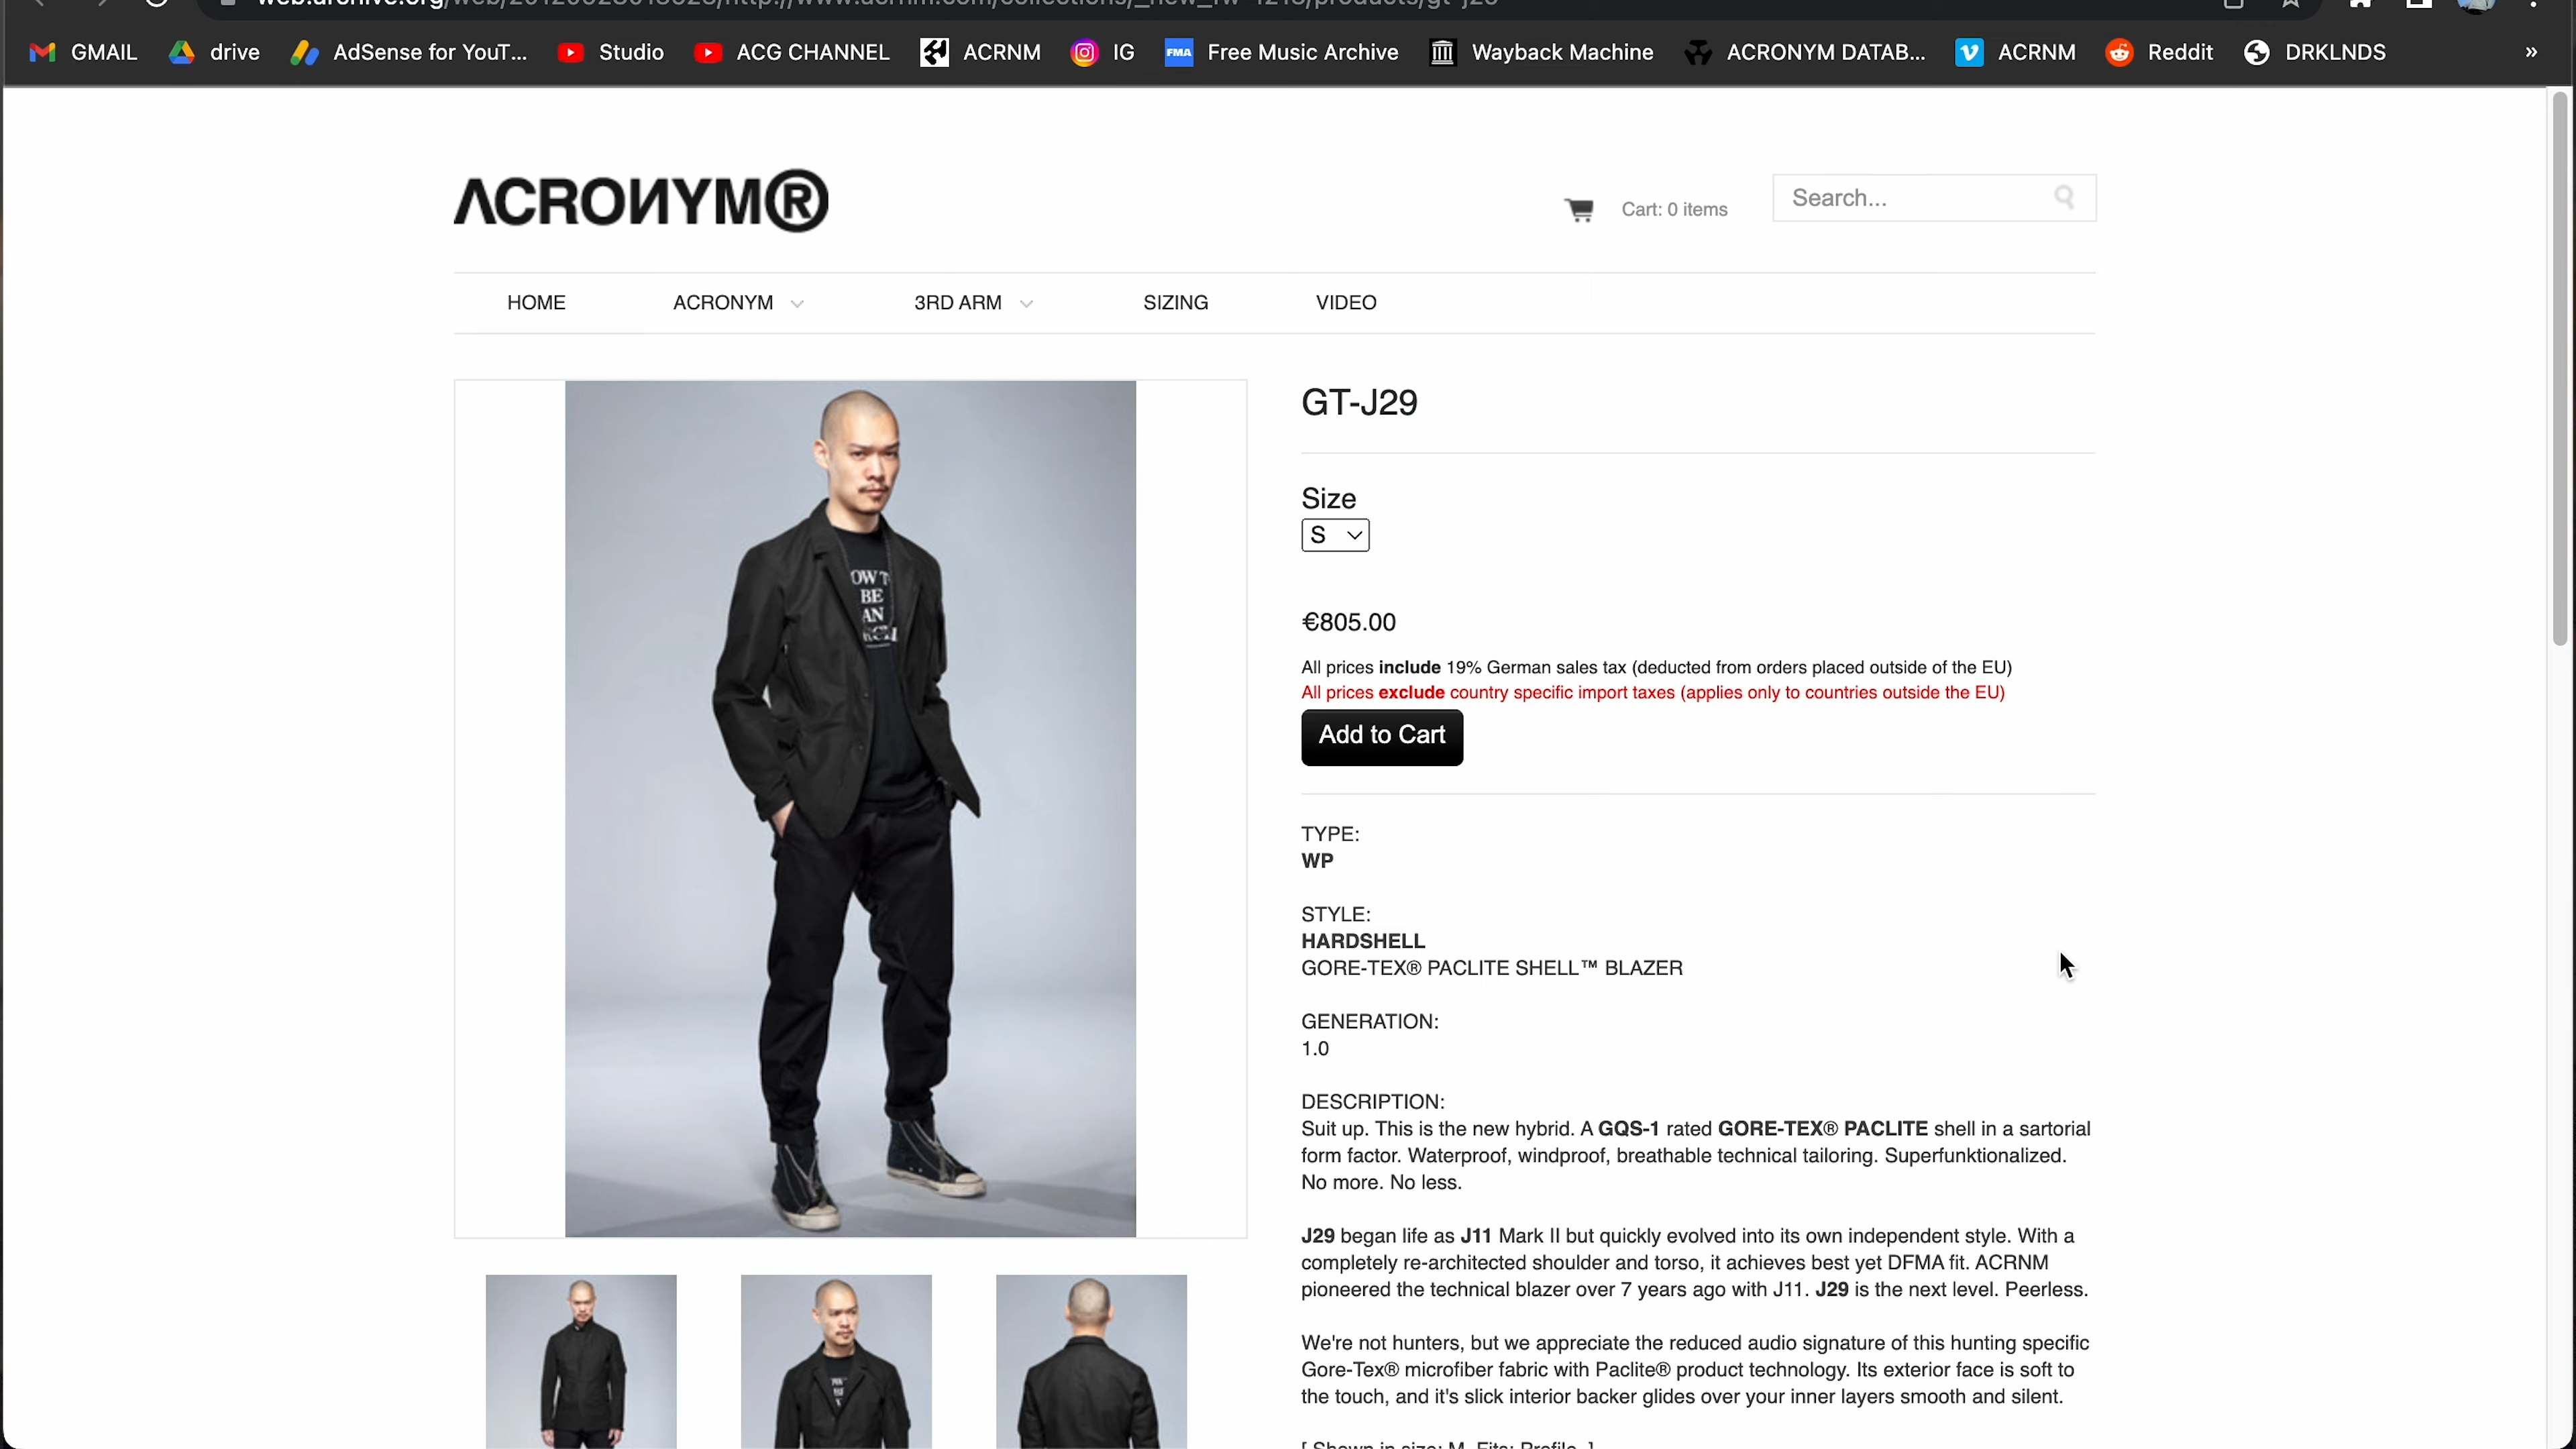 GMAIL drive AdSense for YouT... Studio ACG CHANNEL ACRNM IG FMA Free Music Archive Wayback Machine ACRONYM DATAB... ACRNM Reddit DRKLNDS »
ΛCROИYM®
Cart: 0 items
Search...
HOME ACRONYM 3RD ARM SIZING VIDEO
GT-J29
Size
S
€805.00
All prices include 19% German sales tax (deducted from orders placed outside of the EU)
All prices exclude country specific import taxes (applies only to countries outside the EU)
Add to Cart
TYPE:
WP
STYLE:
HARDSHELL
GORE-TEX® PACLITE SHELL™ BLAZER
GENERATION:
1.0
DESCRIPTION:
Suit up. This is the new hybrid. A GQS-1 rated GORE-TEX® PACLITE shell in a sartorial
form factor. Waterproof, windproof, breathable technical tailoring. Superfunktionalized.
No more. No less.
J29 began life as J11 Mark II but quickly evolved into its own independent style. With a
completely re-architected shoulder and torso, it achieves best yet DFMA fit. ACRNM
pioneered the technical blazer over 7 years ago with J11. J29 is the next level. Peerless.
We're not hunters, but we appreciate the reduced audio signature of this hunting specific
Gore-Tex® microfiber fabric with Paclite® product technology. Its exterior face is soft to
the touch, and it's slick interior backer glides over your inner layers smooth and silent.
[ Shown in size: M. Fits: Profile. ]
OW T
BE
AN